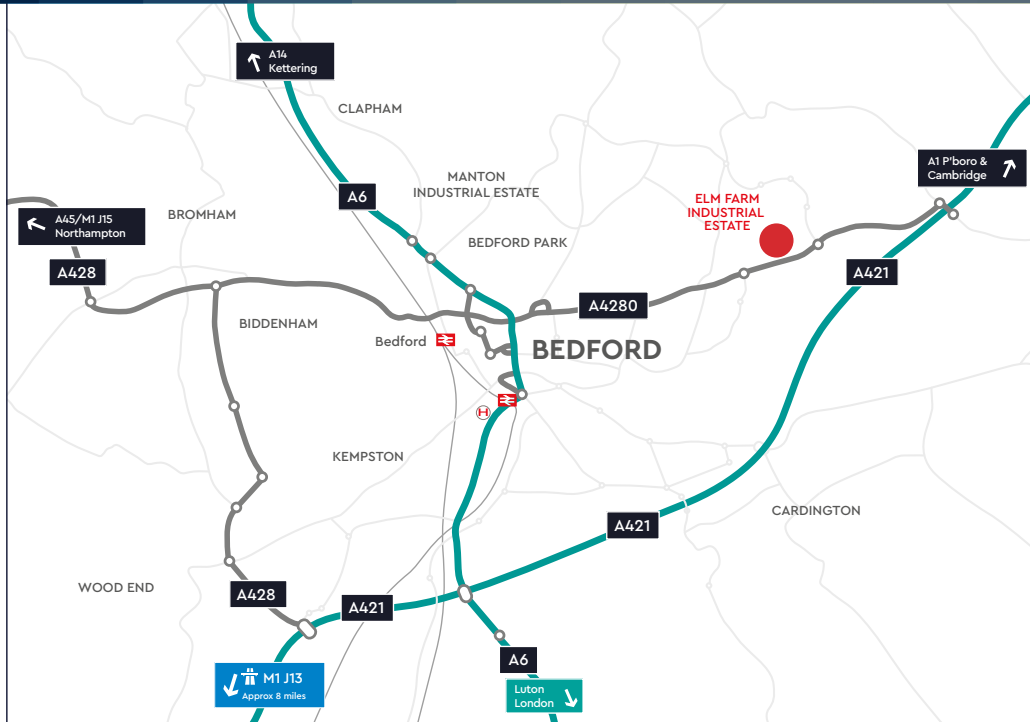 A14
Kettering
CLAPHAM
MANTON
INDUSTRIAL ESTATE
A1 P'boro &
Cambridge
A6
ELM FARM
INDUSTRIAL
ESTATE
BROMHAM
A45/M1 J15
Northampton
BEDFORD PARK
A428
A421
A4280
BIDDENHAM
Bedford
BEDFORD
H
KEMPSTON
CARDINGTON
A421
WOOD END
A428
A421
A6
M1 J13
Approx 8 miles
Luton
London